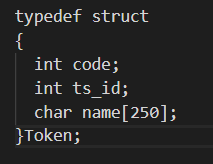 typedef struct
{
  int code;
  int ts_id;
  char name[250];
}Token;